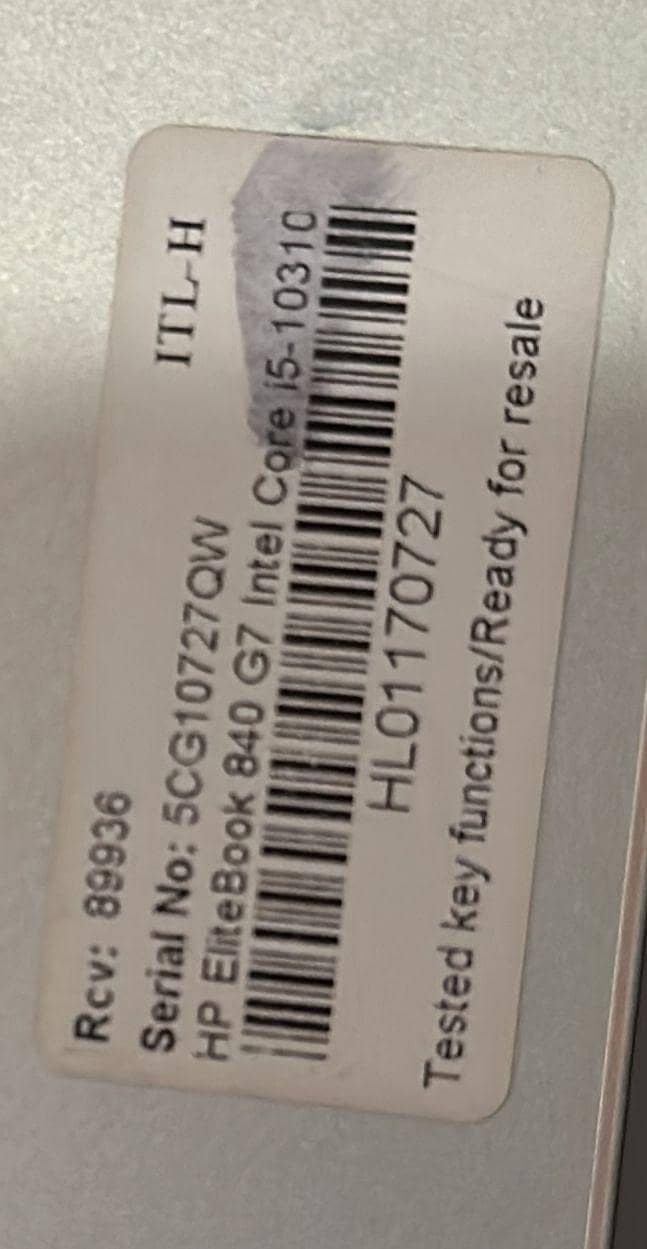 Rcv: 89936
ITL-H
Serial No: 5CG10727QW
HP EliteBook 840 G7 Intel Core i5-10310
HL01170727
Tested key functions/Ready for resale